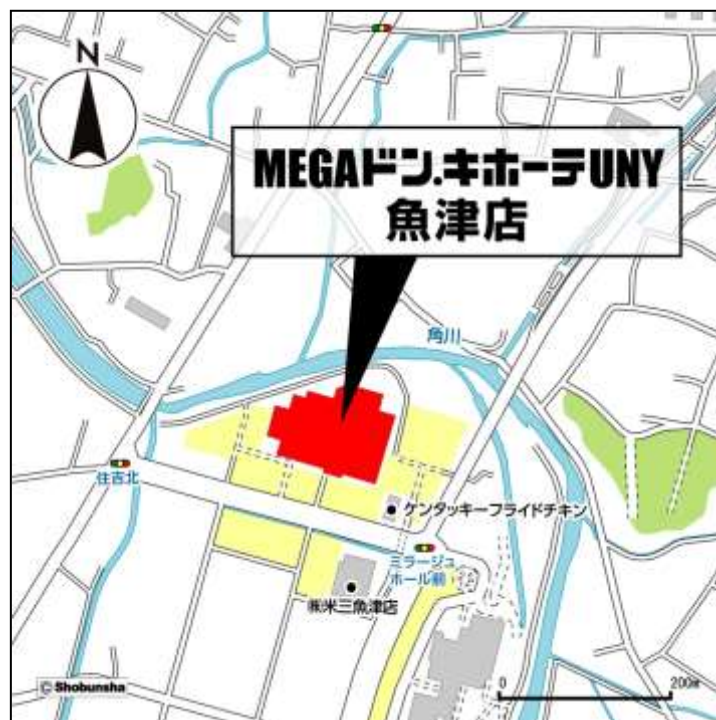 N
MEGAドン.キホーテUNY
魚津店
角川
住吉北
ケンタッキーフライドチキン
ミラージュ
ホール前
㈱米三魚津店
© Shobunsha
0 200m